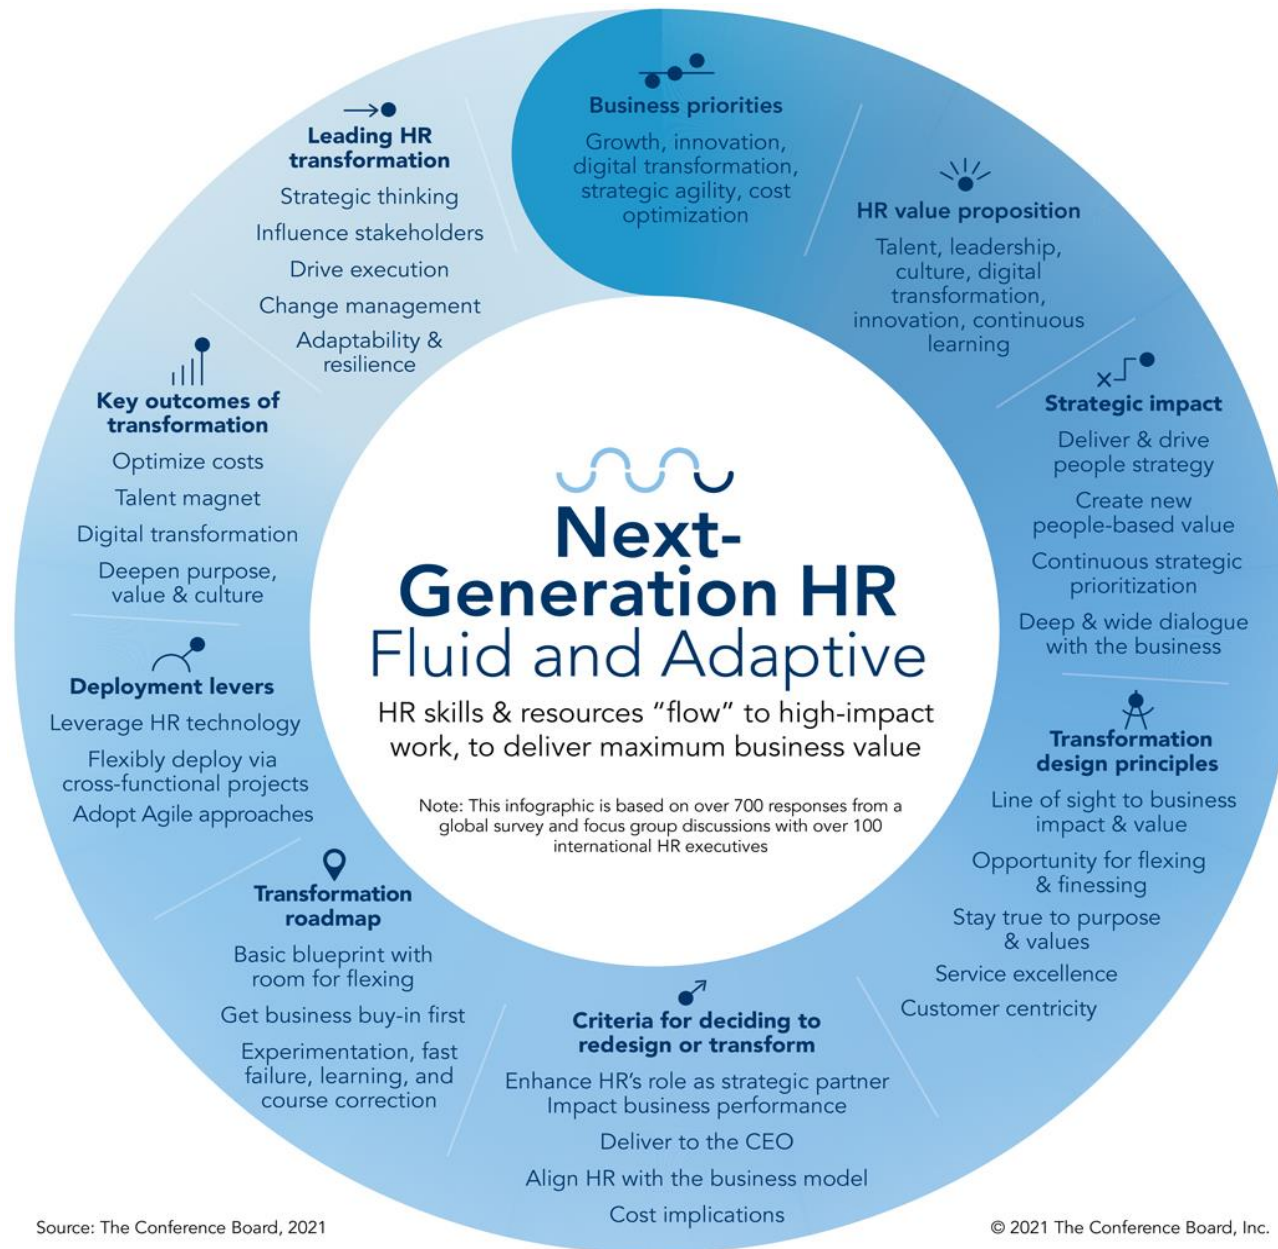 Business priorities
Growth, innovation,
digital transformation,
strategic agility, cost
optimization
HR value proposition
Talent, leadership,
culture, digital
transformation,
innovation, continuous
learning
Strategic impact
Deliver & drive
people strategy
Create new
people-based value
Continuous strategic
prioritization
Deep & wide dialogue
with the business
Transformation
design principles
Line of sight to business
impact & value
Opportunity for flexing
& finessing
Stay true to purpose
& values
Service excellence
Customer centricity
Criteria for deciding to
redesign or transform
Enhance HR’s role as strategic partner
Impact business performance
Deliver to the CEO
Align HR with the business model
Cost implications
Transformation
roadmap
Basic blueprint with
room for flexing
Get business buy-in first
Experimentation, fast
failure, learning, and
course correction
Deployment levers
Leverage HR technology
Flexibly deploy via
cross-functional projects
Adopt Agile approaches
Key outcomes of
transformation
Optimize costs
Talent magnet
Digital transformation
Deepen purpose,
value & culture
Leading HR
transformation
Strategic thinking
Influence stakeholders
Drive execution
Change management
Adaptability &
resilience
Next-
Generation HR
Fluid and Adaptive
HR skills & resources “flow” to high-impact
work, to deliver maximum business value
Note: This infographic is based on over 700 responses from a
global survey and focus group discussions with over 100
international HR executives
Source: The Conference Board, 2021
© 2021 The Conference Board, Inc.